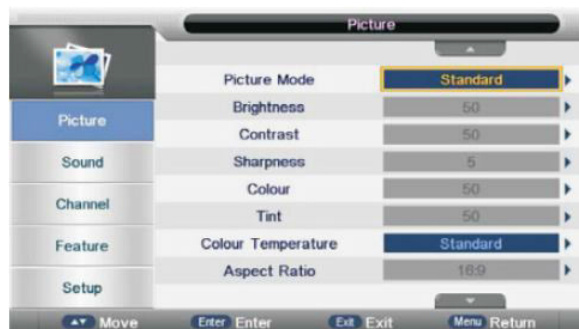 Picture
Picture Mode Standard
Brightness 50
Picture
Contrast 50
Sound
Sharpness 5
Colour 50
Channel
Tint 50
Feature
Colour Temperature Standard
Aspect Ratio 16:9
Setup
Move Enter Enter Exit Exit Menu Return